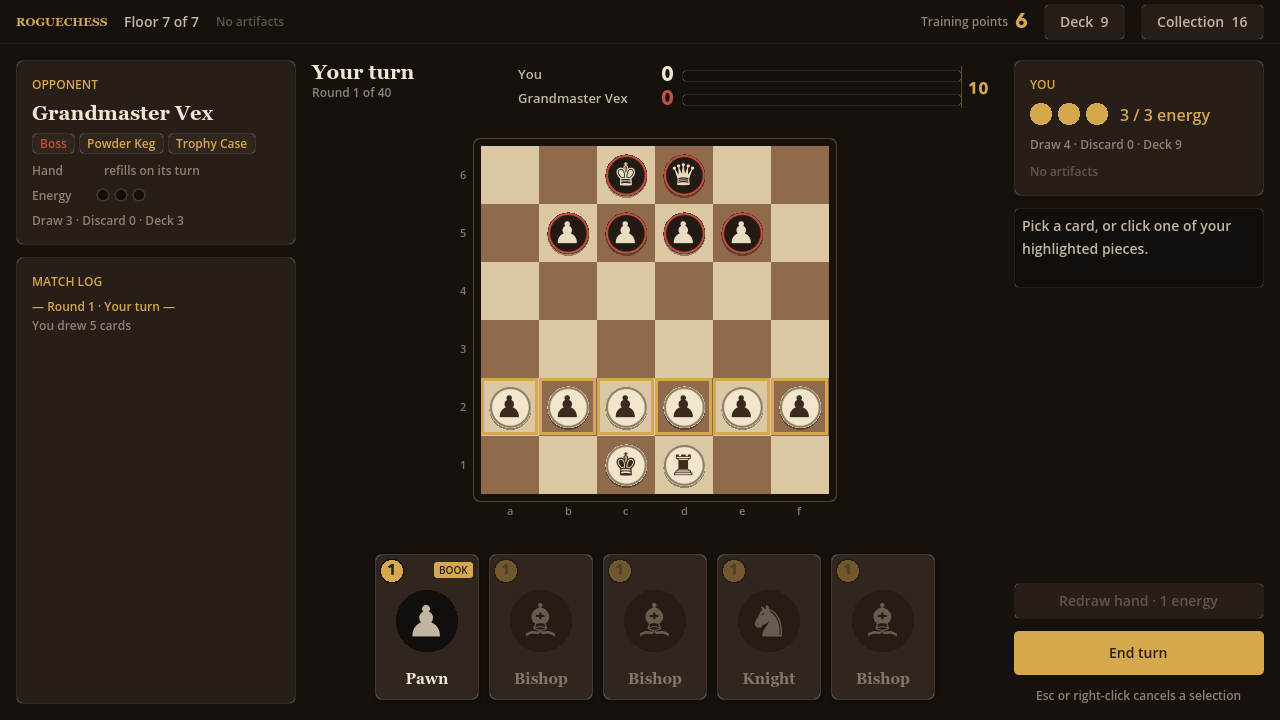 ROGUECHESS Floor 7 of 7 No artifacts Training points 6 Deck 9 Collection 16
OPPONENT
Grandmaster Vex
Boss Powder Keg Trophy Case
Hand refills on its turn
Energy
Draw 3 · Discard 0 · Deck 3
MATCH LOG
— Round 1 · Your turn —
You drew 5 cards
Your turn
Round 1 of 40
You 0
Grandmaster Vex 0
10
6
5
4
3
2
1
a b c d e f
1 BOOK
Pawn
1
Bishop
1
Bishop
1
Knight
1
Bishop
YOU
3 / 3 energy
Draw 4 · Discard 0 · Deck 9
No artifacts
Pick a card, or click one of your
highlighted pieces.
Redraw hand · 1 energy
End turn
Esc or right-click cancels a selection